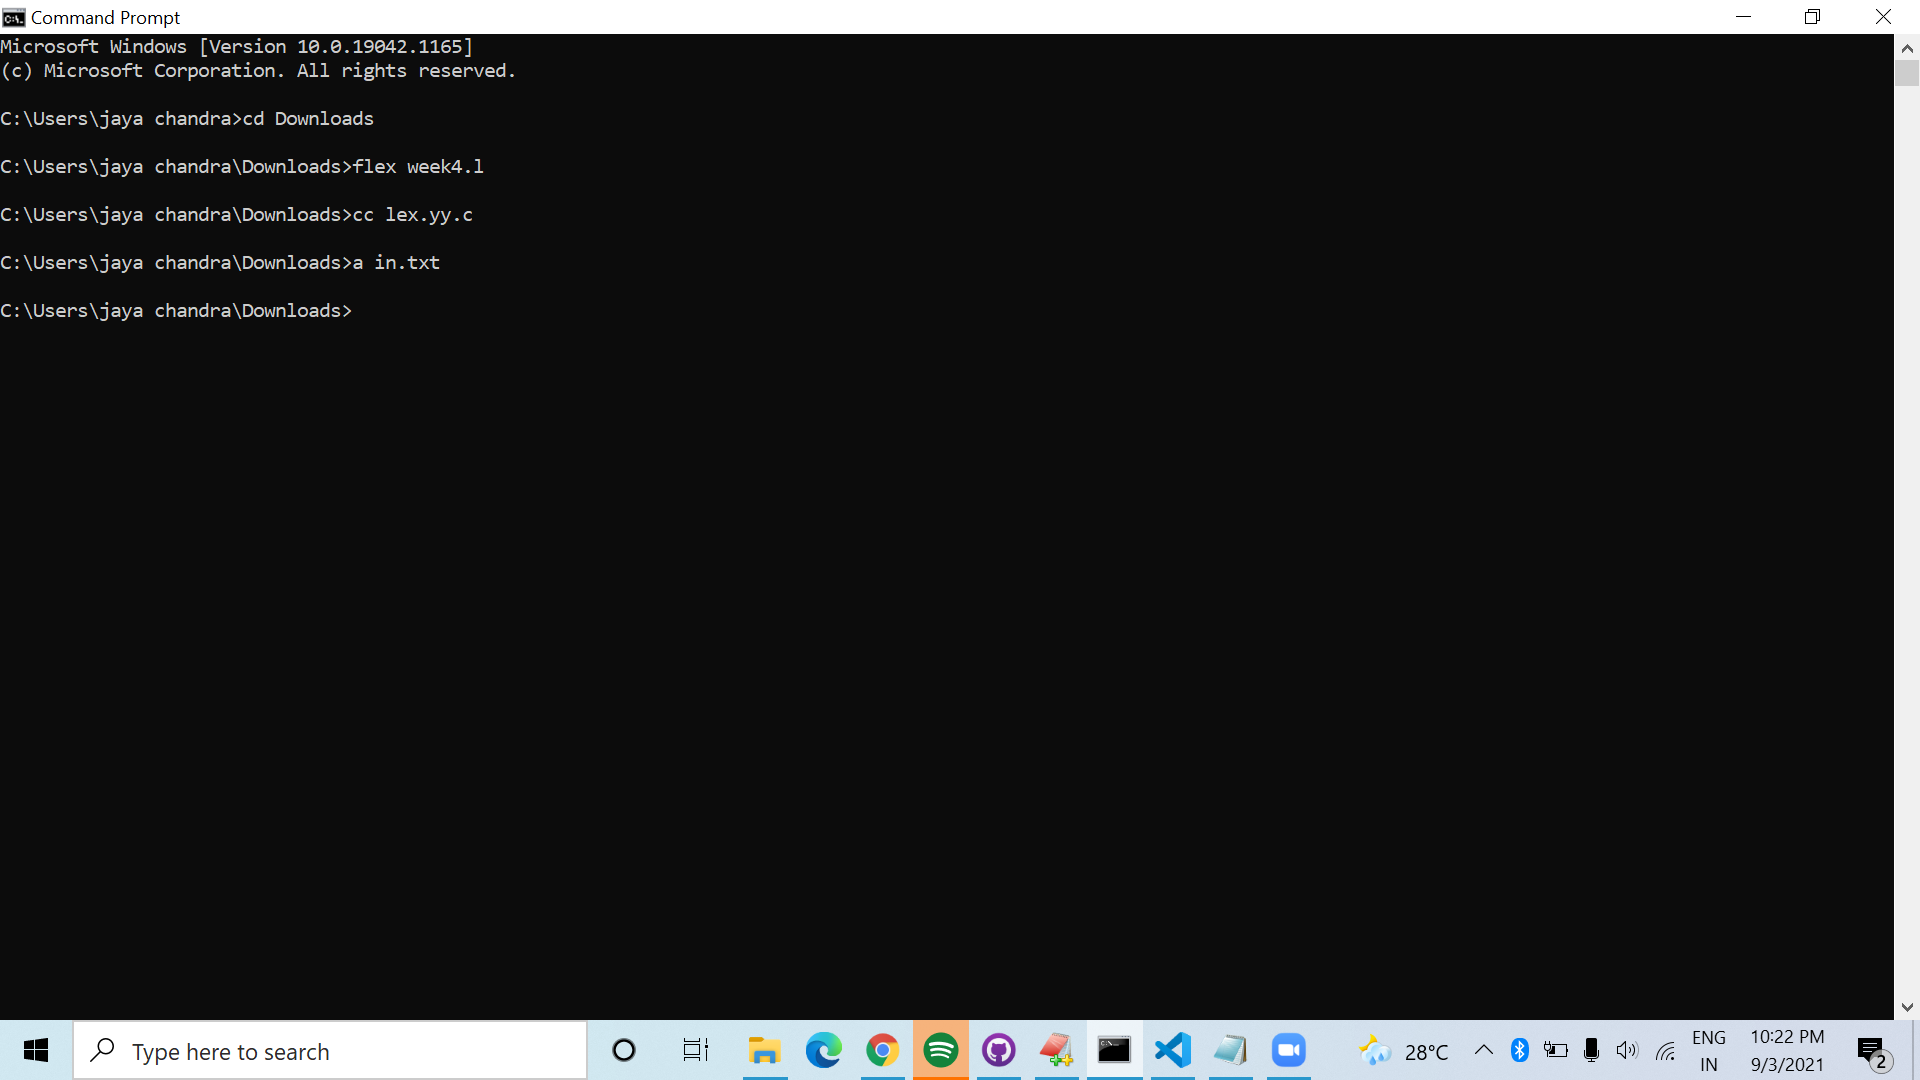 Command Prompt
Microsoft Windows [Version 10.0.19042.1165]
(c) Microsoft Corporation. All rights reserved.
C:\Users\jaya chandra>cd Downloads
C:\Users\jaya chandra\Downloads>flex week4.l
C:\Users\jaya chandra\Downloads>cc lex.yy.c
C:\Users\jaya chandra\Downloads>a in.txt
C:\Users\jaya chandra\Downloads>
Type here to search
28°C
ENG
IN
10:22 PM
9/3/2021
2